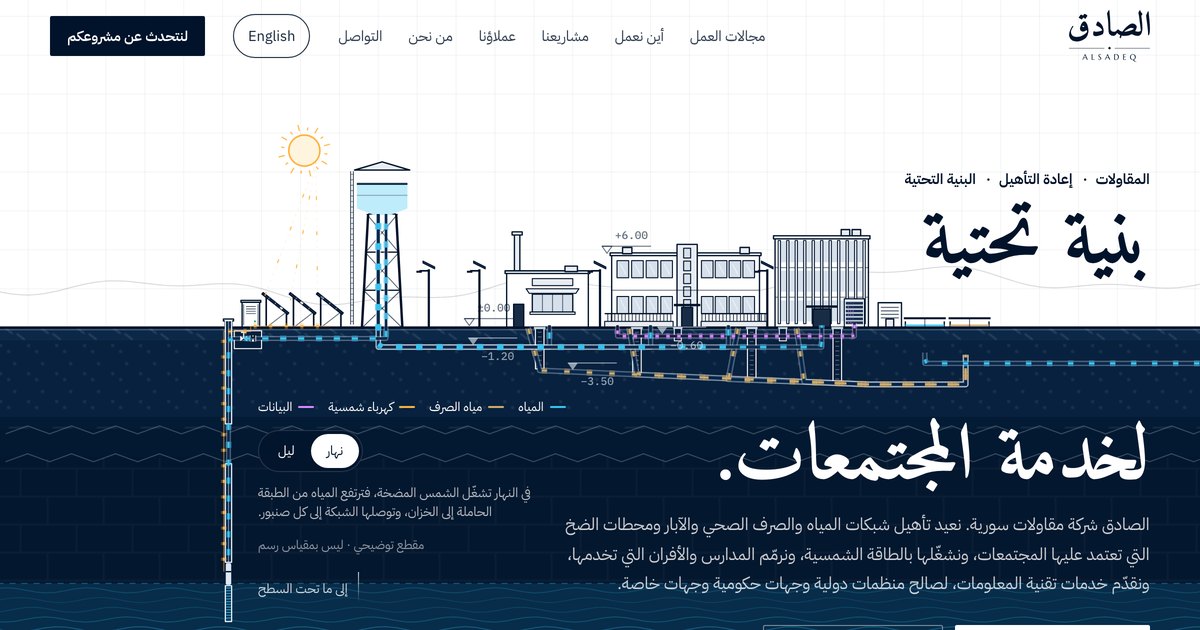 الصادق
ALSADEQ
مجالات العمل
أين نعمل
مشاريعنا
عملاؤنا
من نحن
التواصل
English
لنتحدث عن مشروعكم
المقاولات · إعادة التأهيل · البنية التحتية
بنية تحتية
+6.00
±0.00
−0.60
−1.20
−3.50
المياه
مياه الصرف
كهرباء شمسية
البيانات
نهار
ليل
لخدمة المجتمعات.
في النهار تشغّل الشمس المضخة، فترتفع المياه من الطبقة
الحاملة إلى الخزان، وتوصلها الشبكة إلى كل صنبور.
مقطع توضيحي · ليس بمقياس رسم
إلى ما تحت السطح
الصادق شركة مقاولات سورية. نعيد تأهيل شبكات المياه والصرف الصحي والآبار ومحطات الضخ
التي تعتمد عليها المجتمعات، ونشغّلها بالطاقة الشمسية، ونرمّم المدارس والأفران التي تخدمها،
ونقدّم خدمات تقنية المعلومات، لصالح منظمات دولية وجهات حكومية وجهات خاصة.